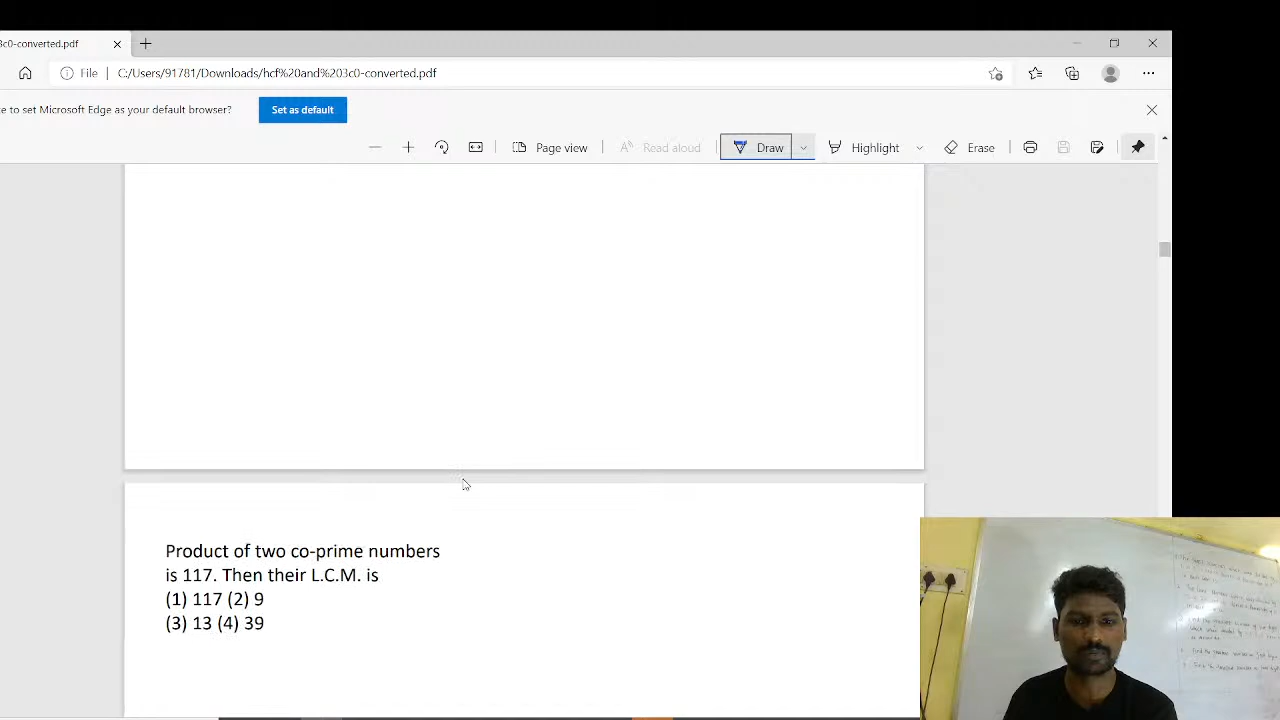 3c0-converted.pdf
File C:/Users/91781/Downloads/hcf%20and%203c0-converted.pdf
e to set Microsoft Edge as your default browser? Set as default
Page view Read aloud Draw Highlight Erase
Product of two co-prime numbers
is 117. Then their L.C.M. is
(1) 117 (2) 9
(3) 13 (4) 39